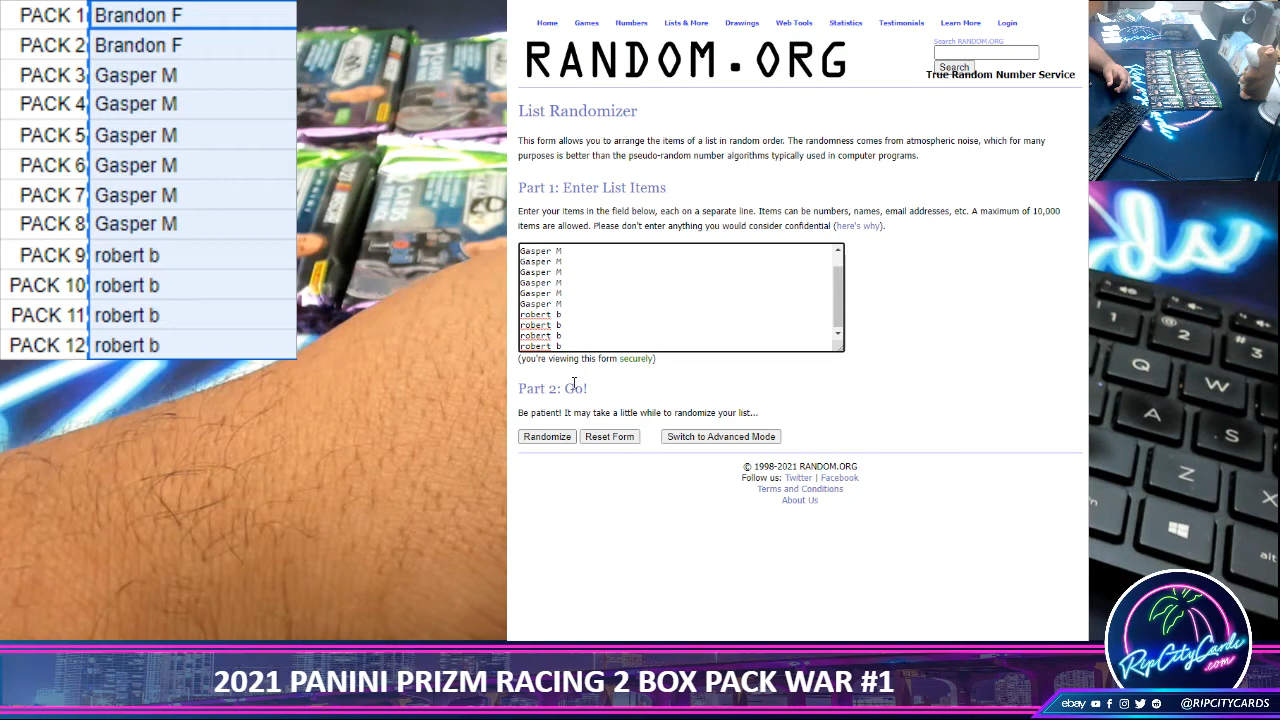 PACK 1 Brandon F
PACK 2 Brandon F
PACK 3 Gasper M
PACK 4 Gasper M
PACK 5 Gasper M
PACK 6 Gasper M
PACK 7 Gasper M
PACK 8 Gasper M
PACK 9 robert b
PACK 10 robert b
PACK 11 robert b
PACK 12 robert b
Home Games Numbers Lists & More Drawings Web Tools Statistics Testimonials Learn More Login
RANDOM.ORG
Search RANDOM.ORG
Search
True Random Number Service
List Randomizer
This form allows you to arrange the items of a list in random order. The randomness comes from atmospheric noise, which for many
purposes is better than the pseudo-random number algorithms typically used in computer programs.
Part 1: Enter List Items
Enter your items in the field below, each on a separate line. Items can be numbers, names, email addresses, etc. A maximum of 10,000
items are allowed. Please don't enter anything you would consider confidential (here's why).
Gasper M
Gasper M
Gasper M
Gasper M
Gasper M
Gasper M
robert b
robert b
robert b
robert b
(you're viewing this form securely)
Part 2: Go!
Be patient! It may take a little while to randomize your list...
Randomize Reset Form Switch to Advanced Mode
© 1998-2021 RANDOM.ORG
Follow us: Twitter | Facebook
Terms and Conditions
About Us
1
2
Q
W
A
S
Z
X
Alt
RipCityCards
.com
2021 PANINI PRIZM RACING 2 BOX PACK WAR #1
ebay @RIPCITYCARDS